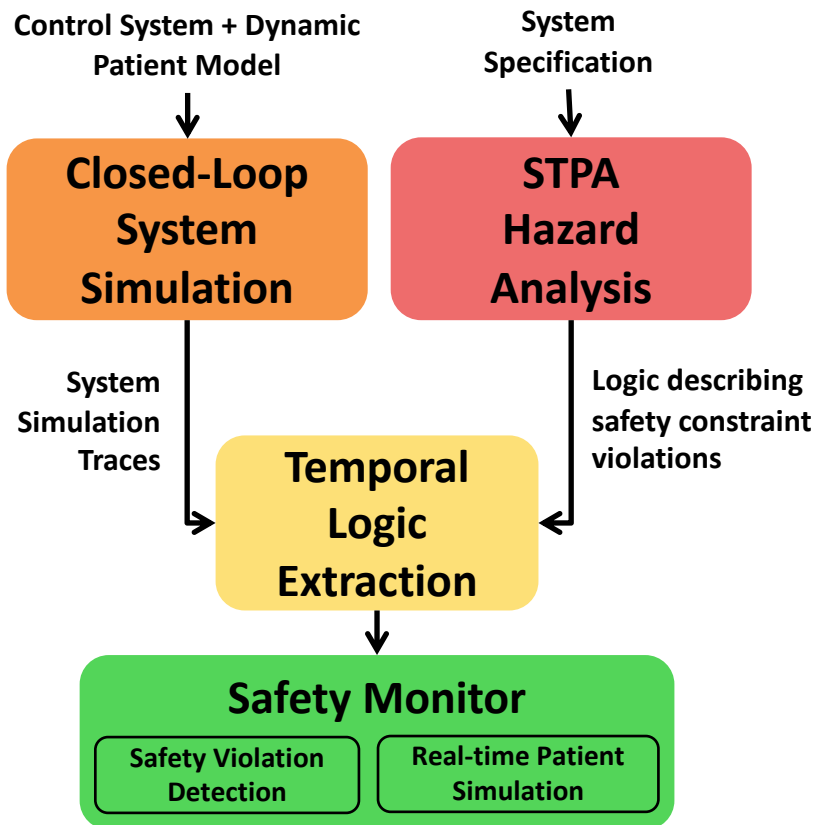 Control System + Dynamic
Patient Model
System
Specification
Closed-Loop
System
Simulation
STPA
Hazard
Analysis
System
Simulation
Traces
Logic describing
safety constraint
violations
Temporal
Logic
Extraction
Safety Monitor
Safety Violation
Detection
Real-time Patient
Simulation